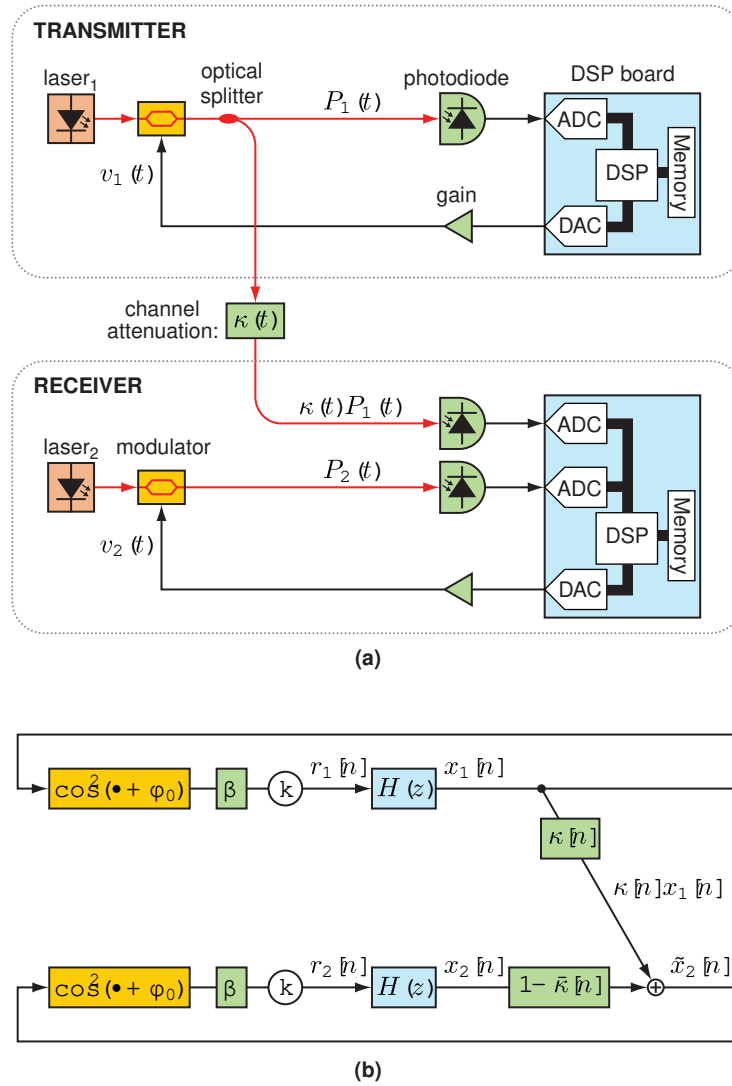 TRANSMITTER
laser₁
optical
splitter
P₁(t)
photodiode
DSP board
ADC
DSP
Memory
DAC
v₁(t)
gain
channel
attenuation:
κ(t)
RECEIVER
κ(t)P₁(t)
ADC
laser₂
modulator
P₂(t)
ADC
DSP
Memory
v₂(t)
DAC
(a)
cos²(• + φ₀)
β
k
r₁[n]
H(z)
x₁[n]
κ[n]
κ[n]x₁[n]
cos²(• + φ₀)
β
k
r₂[n]
H(z)
x₂[n]
1− κ̄[n]
+
x̃₂[n]
(b)